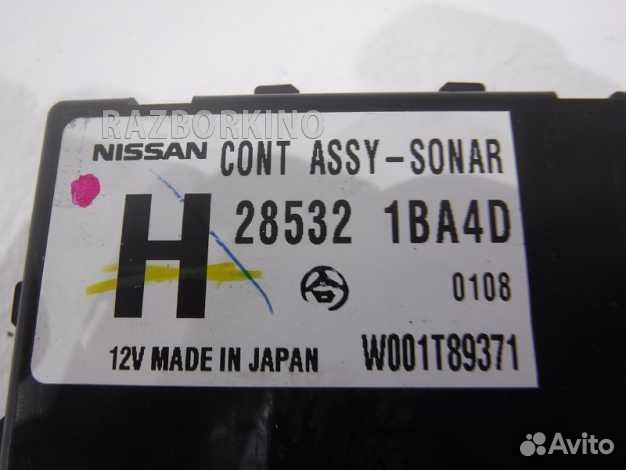 RAZBORKINO
NISSAN CONT ASSY-SONAR
H 28532 1BA4D
0108
12V MADE IN JAPAN W001T89371
Avito